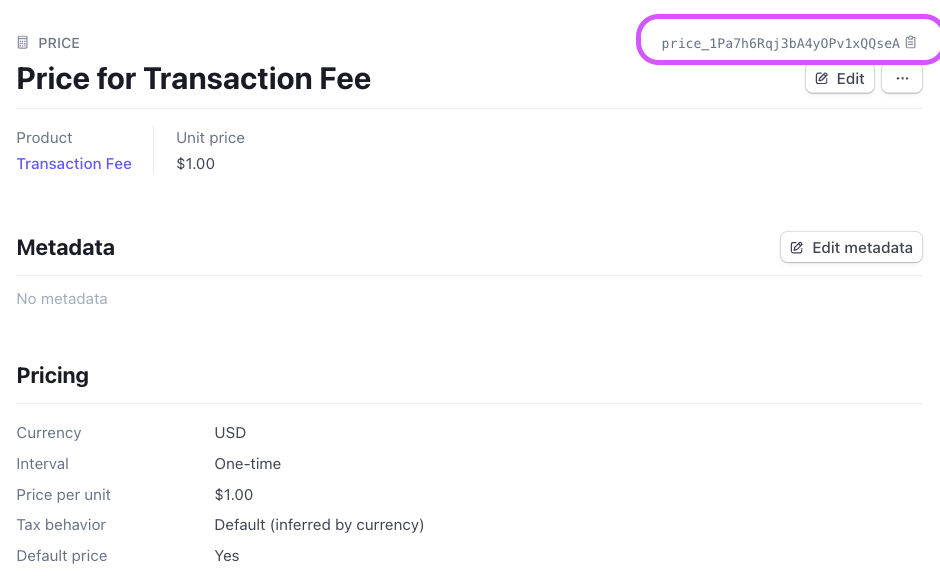 PRICE
price_1Pa7h6Rqj3bA4yOPv1xQQseA
Price for Transaction Fee
Edit
Product
Unit price
Transaction Fee
$1.00
Metadata
Edit metadata
No metadata
Pricing
Currency USD
Interval One-time
Price per unit $1.00
Tax behavior Default (inferred by currency)
Default price Yes